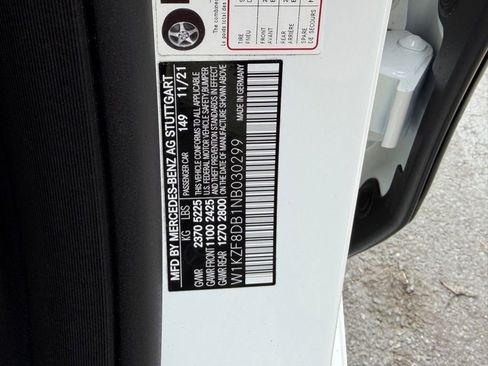 MFD BY MERCEDES-BENZ AG STUTTGART
PASSENGER CAR 149 11/21
KG LBS
GVWR 2370 5225
GAWR FRONT 1100 2425
GAWR REAR 1270 2800
THIS VEHICLE CONFORMS TO ALL APPLICABLE
U.S. FEDERAL MOTOR VEHICLE SAFETY, BUMPER
AND THEFT PREVENTION STANDARDS IN EFFECT
ON THE DATE OF MANUFACTURE SHOWN ABOVE
W1KZF8DB1NB030299
MADE IN GERMANY
TIRE
PNEU
FRONT
AVANT
REAR
ARRIÈRE
SPARE
DE SECOURS